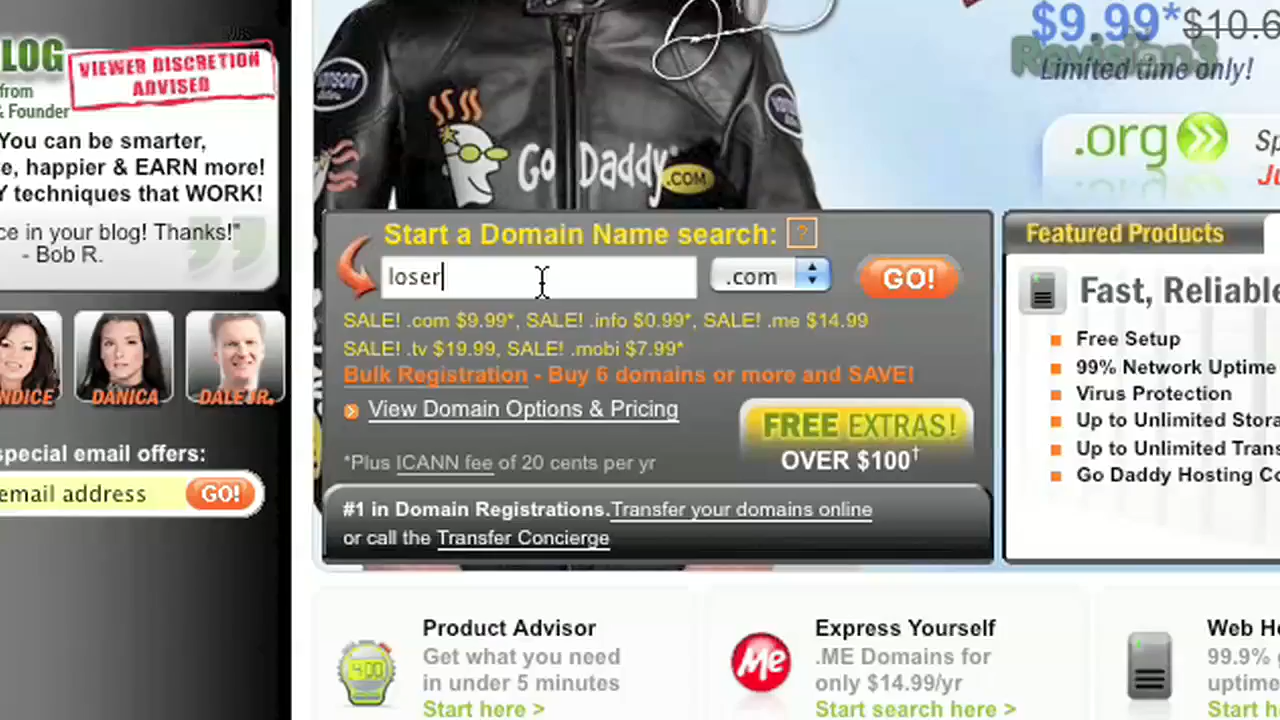 LOG
VIEWER DISCRETION
ADVISED
from
& Founder
You can be smarter,
e, happier & EARN more!
Y techniques that WORK!
ce in your blog! Thanks!"
- Bob R.
NDICE
DANICA
DALE JR.
special email offers:
email address
GO!
$9.99*
Revision3
Limited time only!
.org
Go Daddy
.COM
Start a Domain Name search:
?
loser
.com
GO!
SALE! .com $9.99*, SALE! .info $0.99*, SALE! .me $14.99
SALE! .tv $19.99, SALE! .mobi $7.99*
Bulk Registration - Buy 6 domains or more and SAVE!
View Domain Options & Pricing
FREE EXTRAS!
OVER $100†
*Plus ICANN fee of 20 cents per yr
#1 in Domain Registrations. Transfer your domains online
or call the Transfer Concierge
Featured Products
Fast, Reliable
Free Setup
99% Network Uptime
Virus Protection
Up to Unlimited Stora
Up to Unlimited Trans
Go Daddy Hosting Co
4:00
Product Advisor
Get what you need
in under 5 minutes
Start here >
Me
Express Yourself
.ME Domains for
only $14.99/yr
Start search here >
Web Ho
99.9%
uptime
Start h